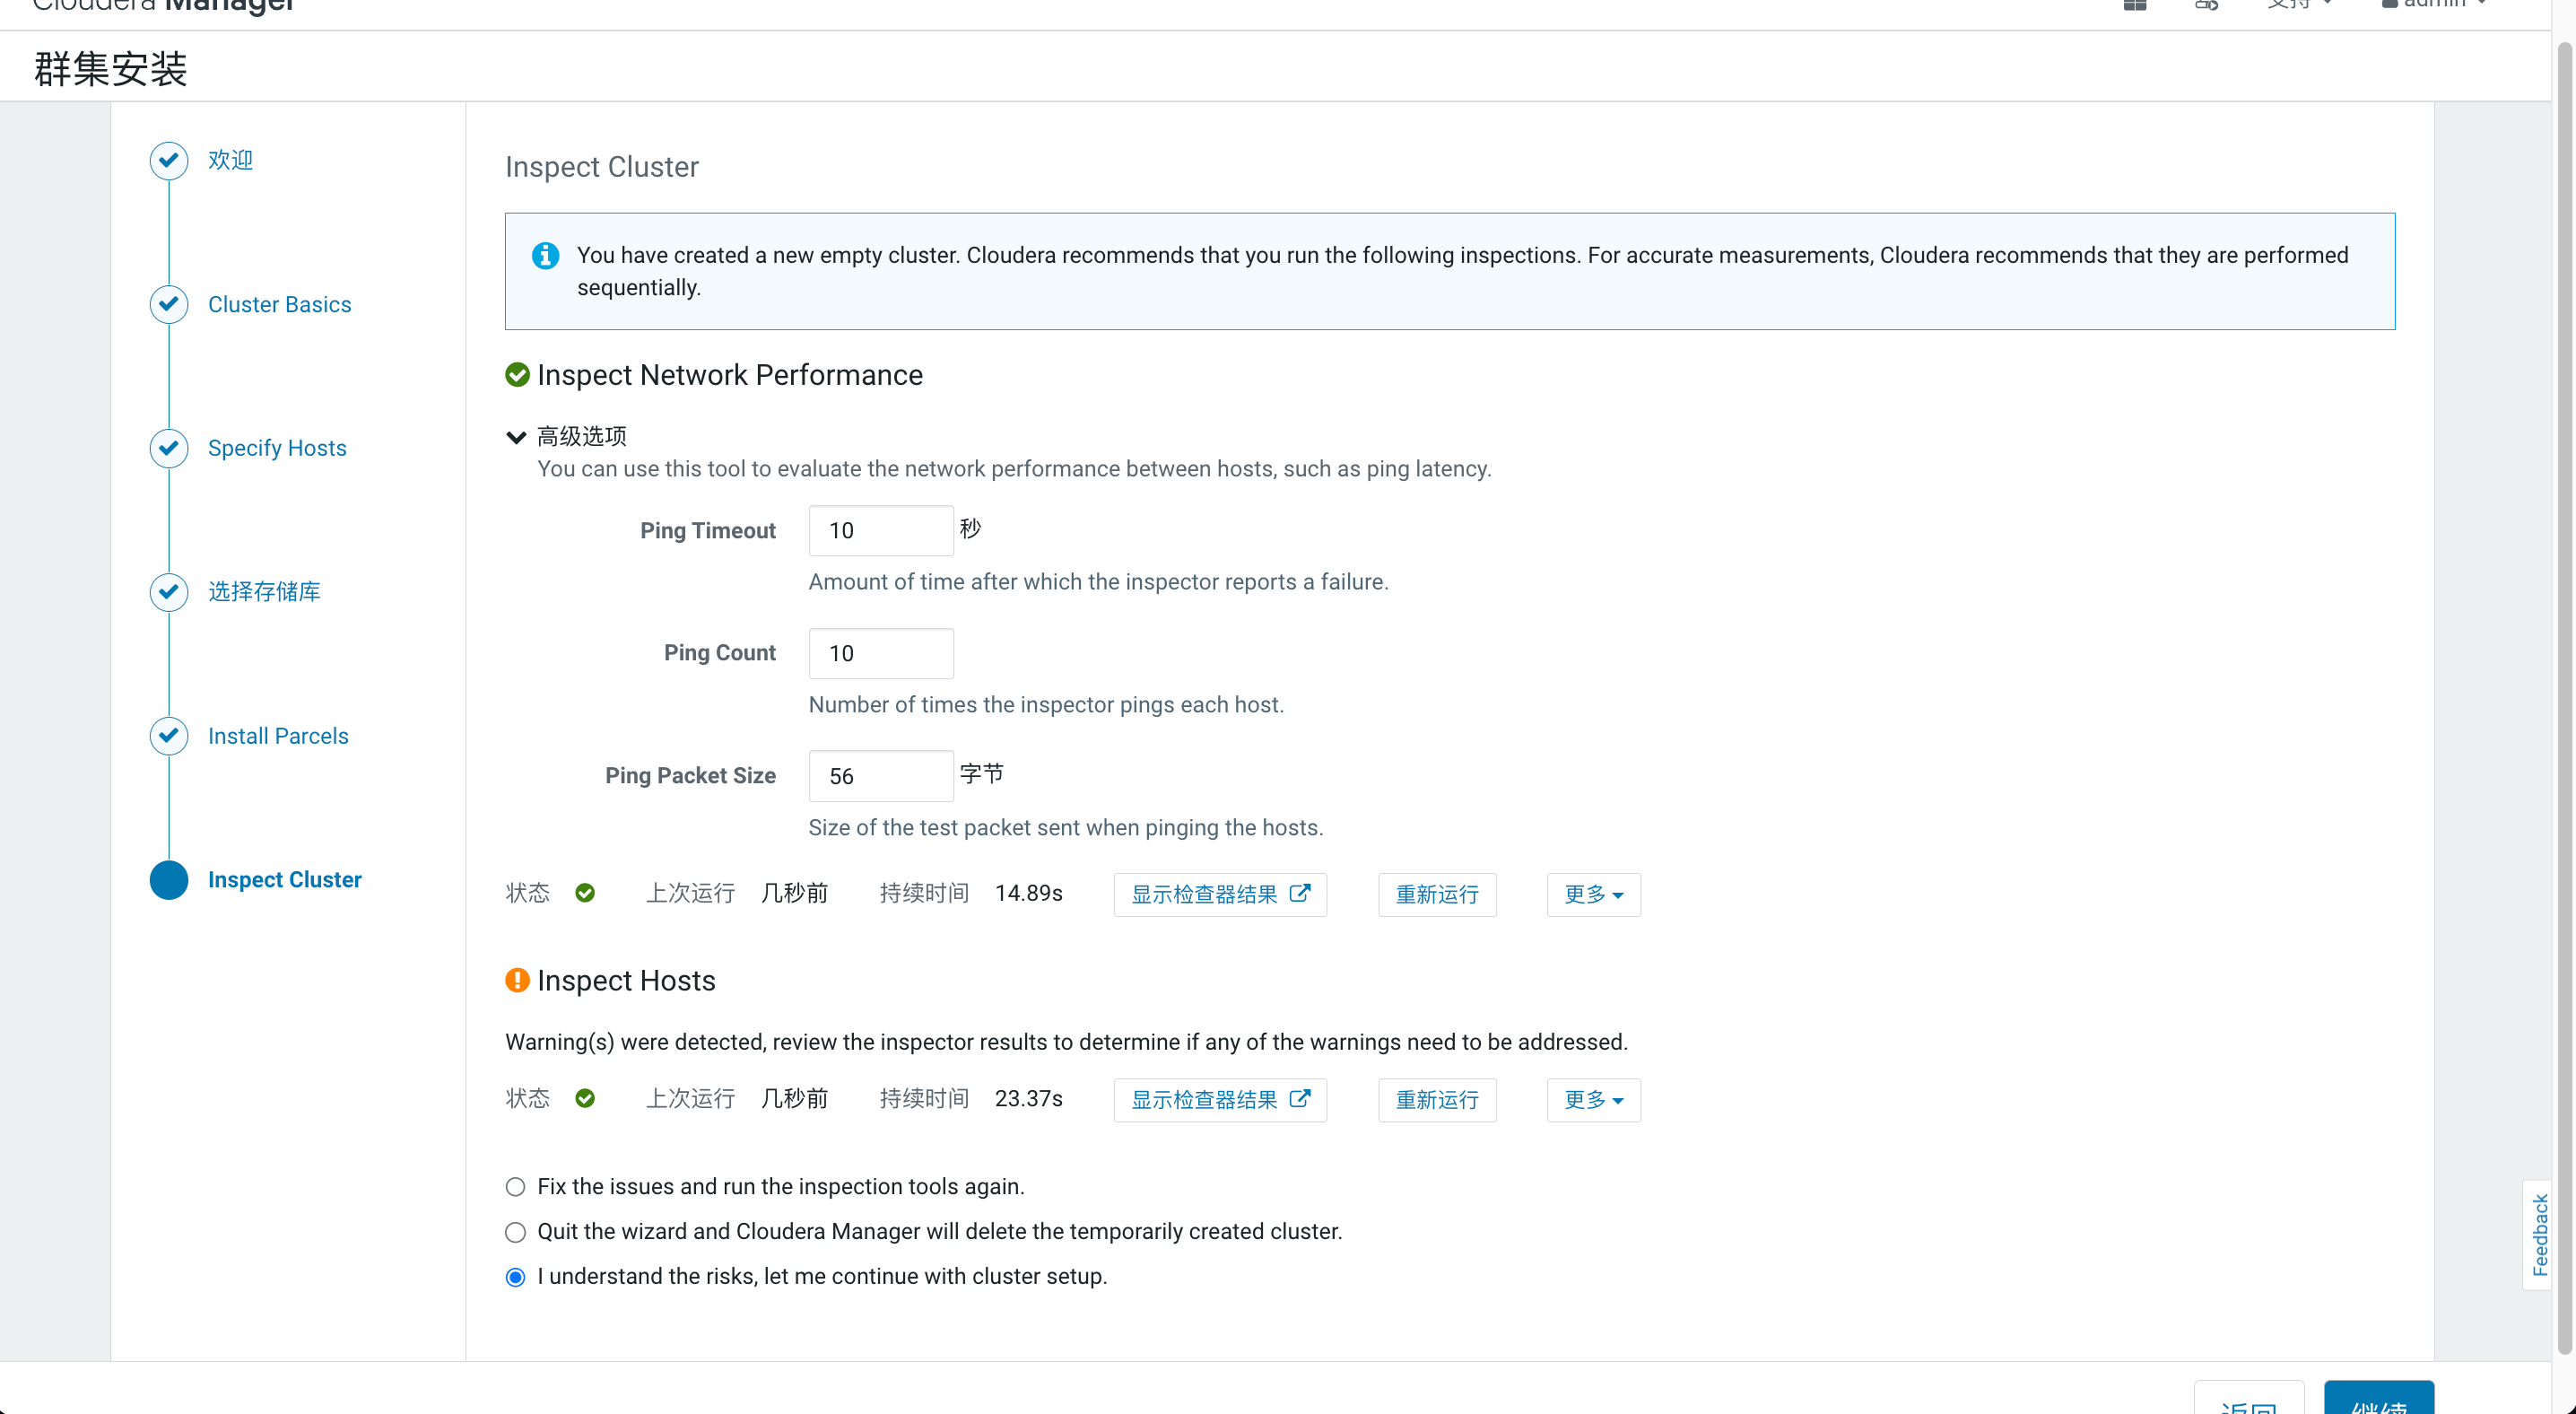 Cloudera Manager
支持
admin
群集安装
欢迎
Cluster Basics
Specify Hosts
选择存储库
Install Parcels
Inspect Cluster
Inspect Cluster
You have created a new empty cluster. Cloudera recommends that you run the following inspections. For accurate measurements, Cloudera recommends that they are performed
sequentially.
Inspect Network Performance
高级选项
You can use this tool to evaluate the network performance between hosts, such as ping latency.
Ping Timeout 10 秒
Amount of time after which the inspector reports a failure.
Ping Count 10
Number of times the inspector pings each host.
Ping Packet Size 56 字节
Size of the test packet sent when pinging the hosts.
状态 上次运行 几秒前 持续时间 14.89s 显示检查器结果 重新运行 更多
Inspect Hosts
Warning(s) were detected, review the inspector results to determine if any of the warnings need to be addressed.
状态 上次运行 几秒前 持续时间 23.37s 显示检查器结果 重新运行 更多
Fix the issues and run the inspection tools again.
Quit the wizard and Cloudera Manager will delete the temporarily created cluster.
I understand the risks, let me continue with cluster setup.
Feedback
返回 继续